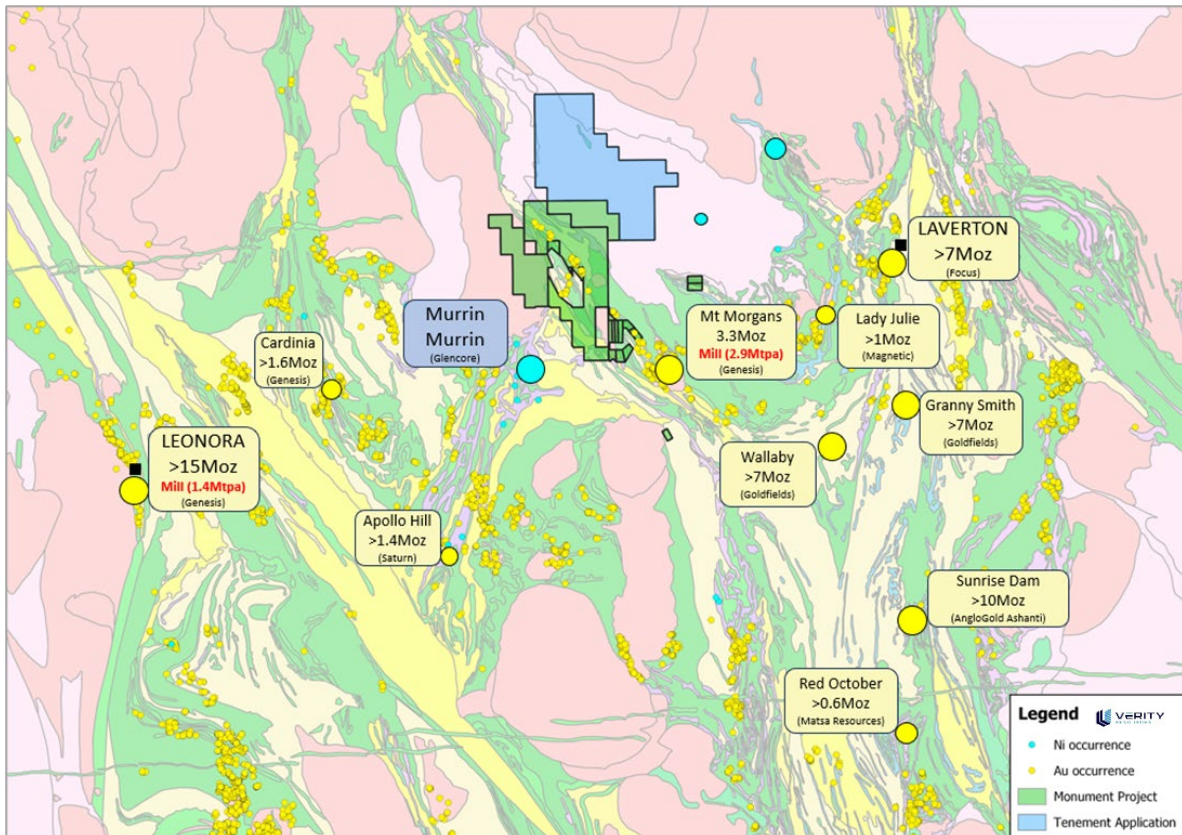 LAVERTON
>7Moz
(Focus)
Murrin
Murrin
(Glencore)
Mt Morgans
3.3Moz
Mill (2.9Mtpa)
(Genesis)
Lady Julie
>1Moz
(Magnetic)
Cardinia
>1.6Moz
(Genesis)
Granny Smith
>7Moz
(Goldfields)
LEONORA
>15Moz
Mill (1.4Mtpa)
(Genesis)
Wallaby
>7Moz
(Goldfields)
Apollo Hill
>1.4Moz
(Saturn)
Sunrise Dam
>10Moz
(AngloGold Ashanti)
Red October
>0.6Moz
(Matsa Resources)
Legend
VERITY
Ni occurrence
Au occurrence
Monument Project
Tenement Application